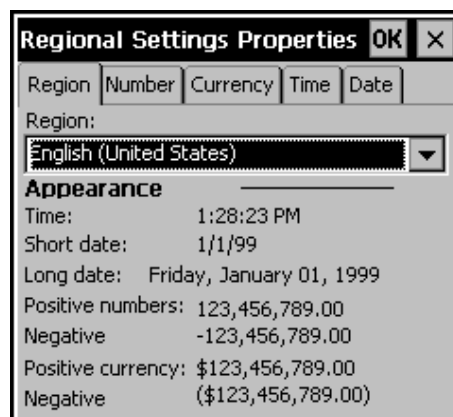 Regional Settings Properties OK ×
Region Number Currency Time Date
Region:
English (United States)
Appearance
Time: 1:28:23 PM
Short date: 1/1/99
Long date: Friday, January 01, 1999
Positive numbers: 123,456,789.00
Negative -123,456,789.00
Positive currency: $123,456,789.00
Negative ($123,456,789.00)